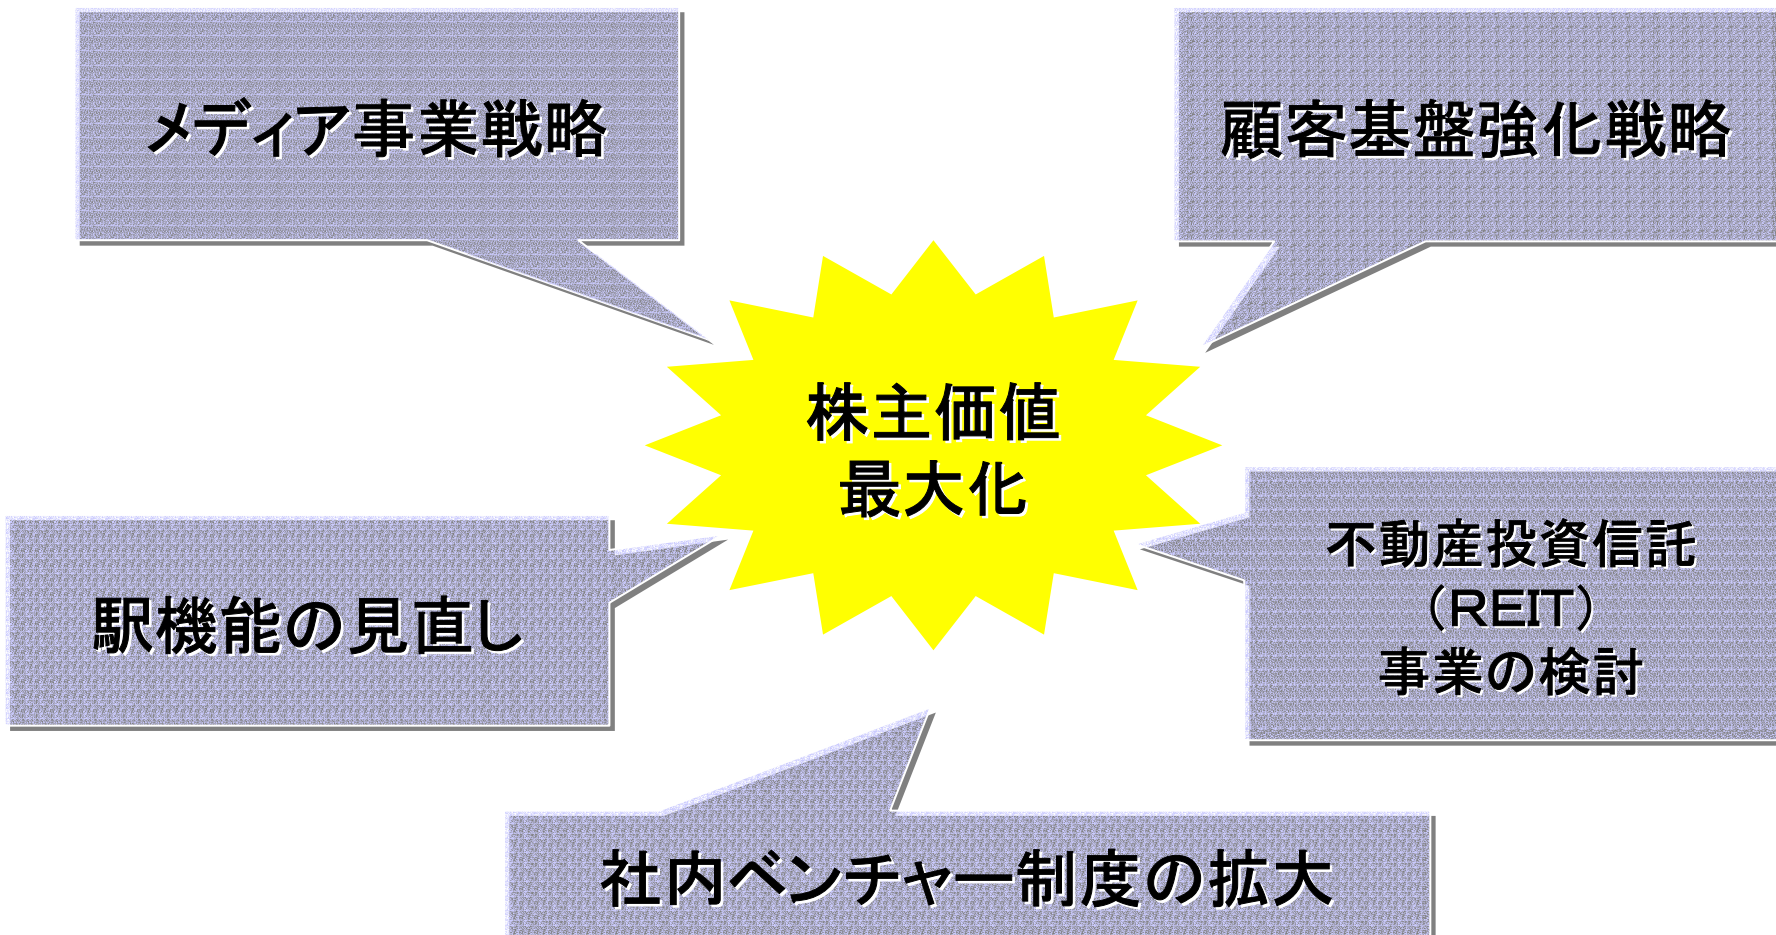 メディア事業戦略
顧客基盤強化戦略
株主価値
最大化
駅機能の見直し
不動産投資信託
（REIT）
事業の検討
社内ベンチャー制度の拡大